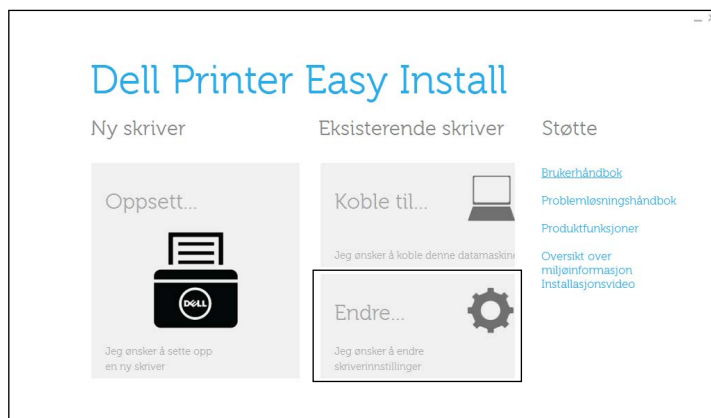 Dell Printer Easy Install
Ny skriver
Oppsett...
DELL
Jeg ønsker å sette opp
en ny skriver
Eksisterende skriver
Koble til...
Jeg ønsker å koble denne datamaskine
Endre...
Jeg ønsker å endre
skriverinnstillinger
Støtte
Brukerhåndbok
Problemløsningshåndbok
Produktfunksjoner
Oversikt over
miljøinformasjon
Installasjonsvideo